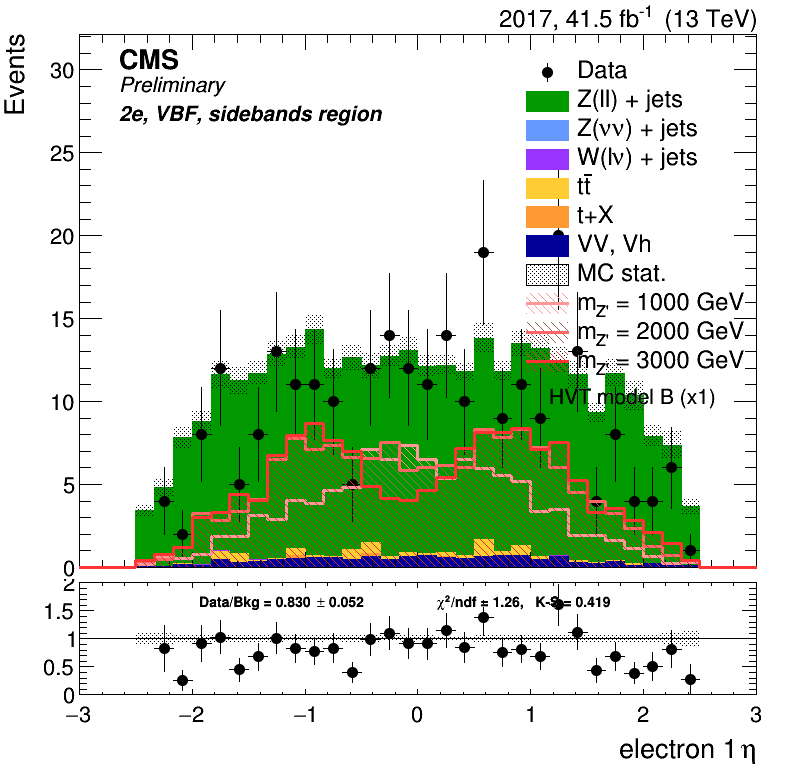 2017, 41.5 fb⁻¹ (13 TeV)
Events
CMS
Preliminary
2e, VBF, sidebands region
Data
Z(ll) + jets
Z(νν) + jets
W(lν) + jets
tt̄
t+X
VV, Vh
MC stat.
m_Z' = 1000 GeV
m_Z' = 2000 GeV
m_Z' = 3000 GeV
HVT model B (x1)
30
25
20
15
10
5
0
2
1.5
1
0.5
0
Data/Bkg = 0.830 ± 0.052 χ²/ndf = 1.26, K-S = 0.419
−3 −2 −1 0 1 2 3
electron 1 η